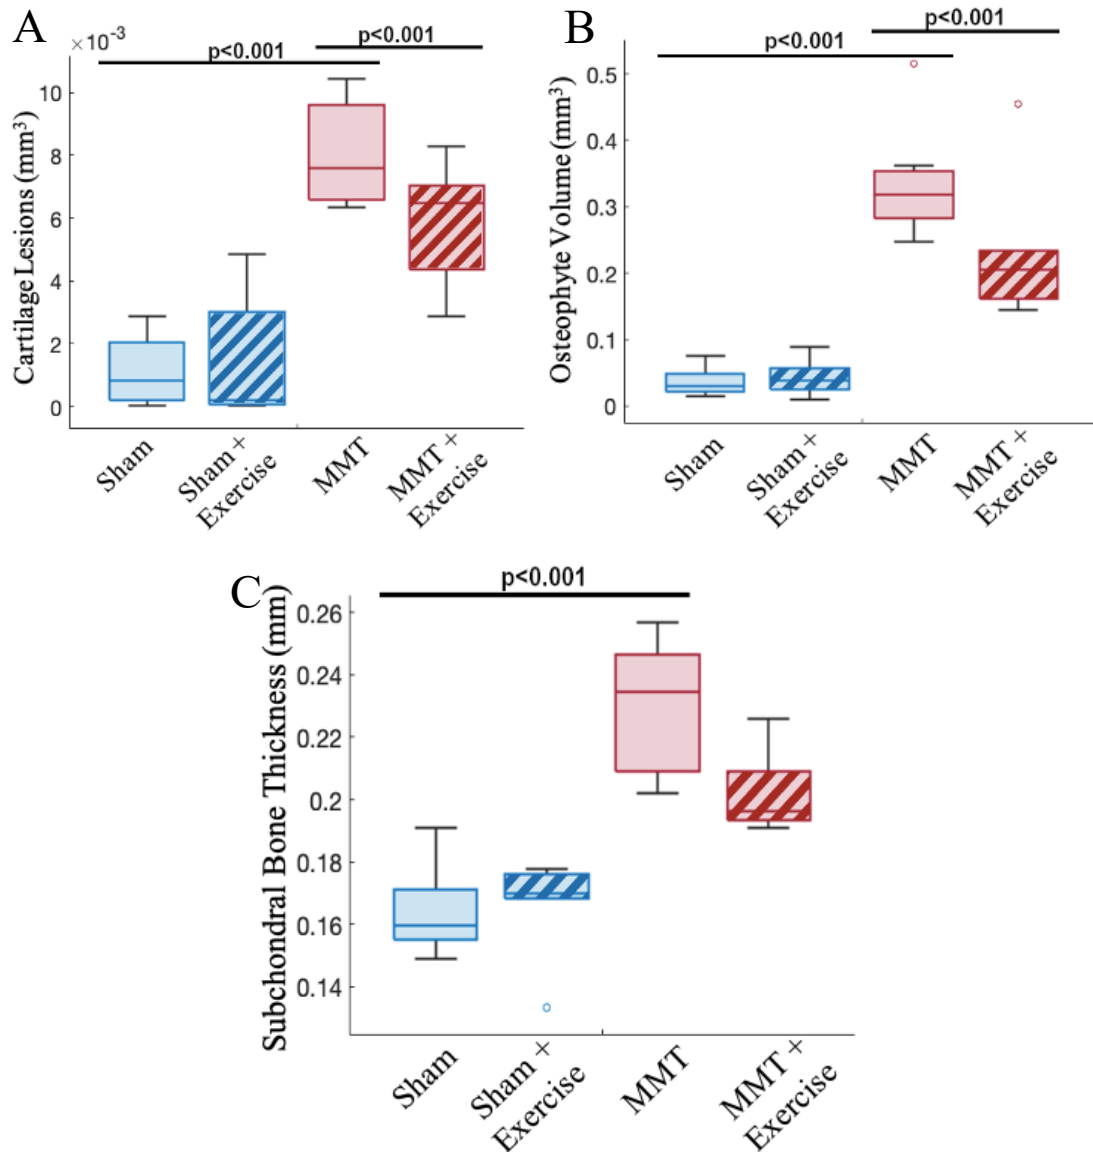 A
×10⁻³
p<0.001
p<0.001
Cartilage Lesions (mm³)
10
8
6
4
2
0
Sham
Sham +
Exercise
MMT
MMT +
Exercise
B
p<0.001
p<0.001
Osteophyte Volume (mm³)
0.5
0.4
0.3
0.2
0.1
0
Sham
Sham +
Exercise
MMT
MMT +
Exercise
C
p<0.001
Subchondral Bone Thickness (mm)
0.26
0.24
0.22
0.2
0.18
0.16
0.14
Sham
Sham +
Exercise
MMT
MMT +
Exercise